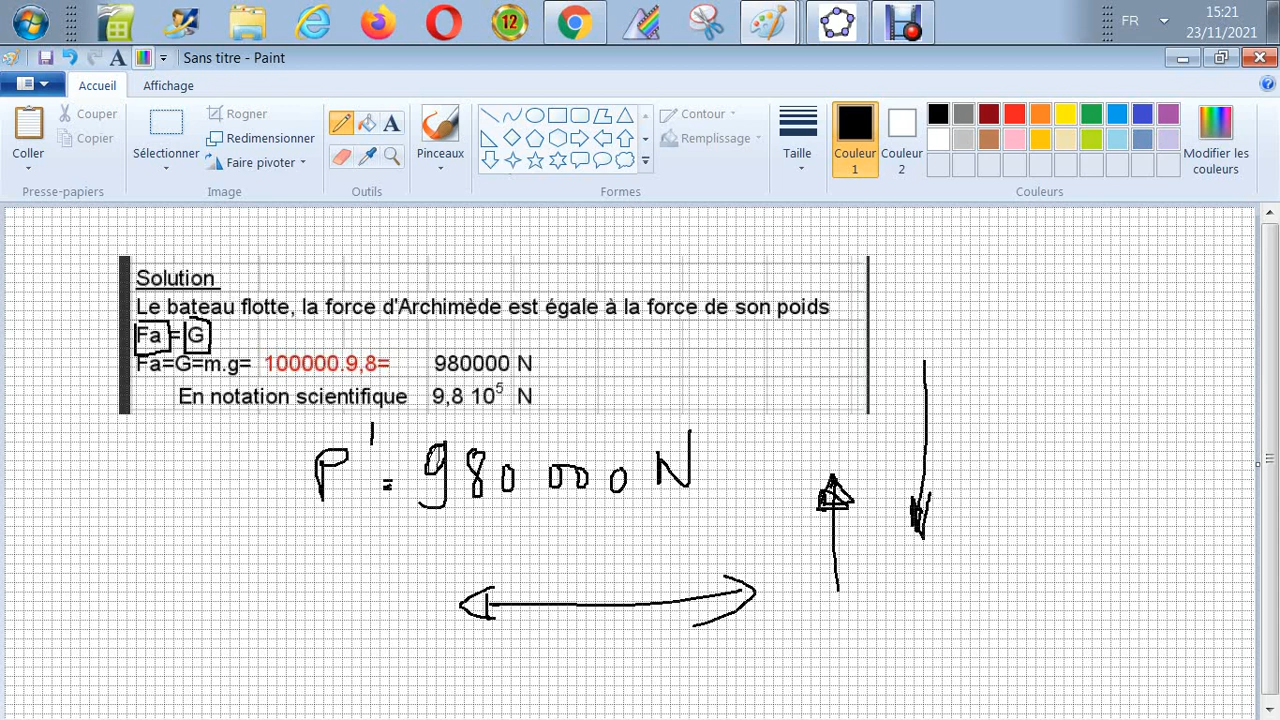 12
FR
15:21
23/11/2021
Sans titre - Paint
Accueil
Affichage
Coller
Couper
Copier
Presse-papiers
Sélectionner
Rogner
Redimensionner
Faire pivoter
Image
A
Outils
Pinceaux
Contour
Remplissage
Formes
Taille
Couleur 1
Couleur 2
Modifier les couleurs
Couleurs
Solution
Le bateau flotte, la force d'Archimède est égale à la force de son poids
Fa = G
Fa=G=m.g= 100000.9,8= 980000 N
En notation scientifique 9,8 10⁵ N
P' = 980000 N